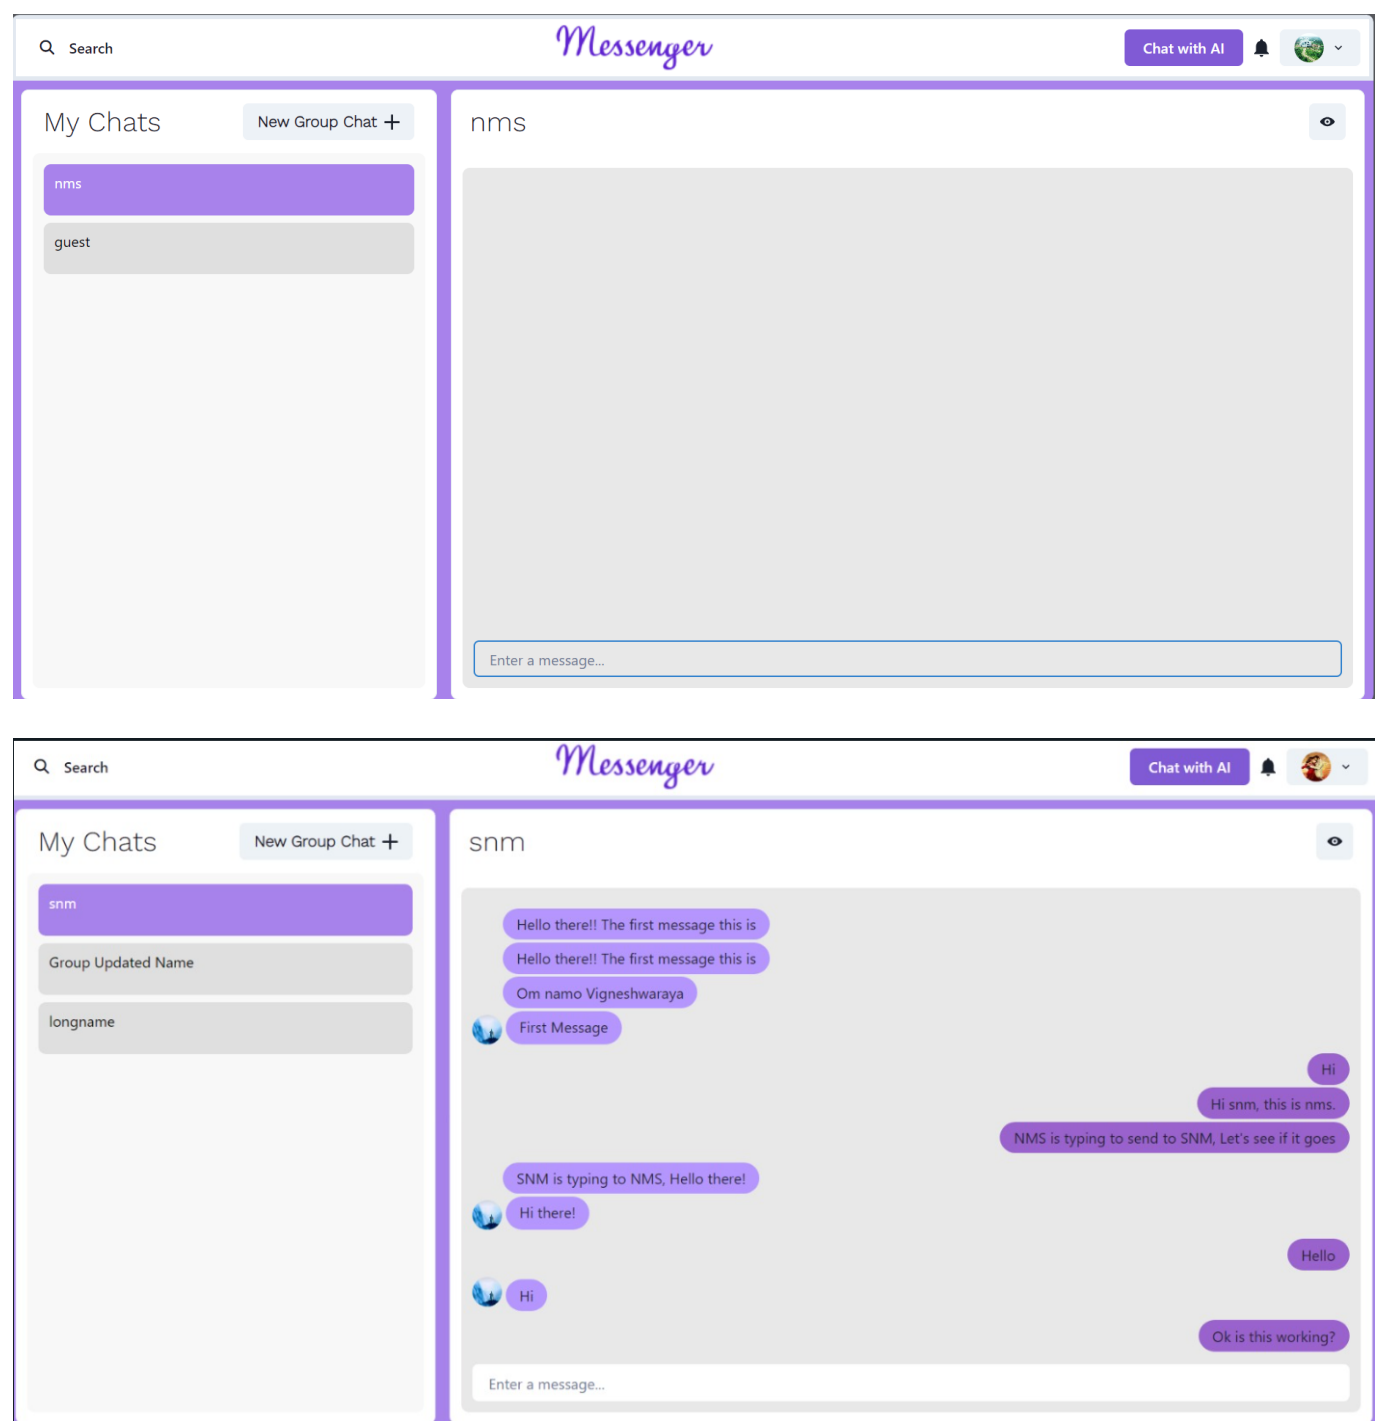 Search
Messenger
Chat with AI
My Chats
New Group Chat +
nms
guest
nms
Enter a message...
Search
Messenger
Chat with AI
My Chats
New Group Chat +
snm
Group Updated Name
longname
snm
Hello there!! The first message this is
Hello there!! The first message this is
Om namo Vigneshwaraya
First Message
Hi
Hi snm, this is nms.
NMS is typing to send to SNM, Let's see if it goes
SNM is typing to NMS, Hello there!
Hi there!
Hello
Hi
Ok is this working?
Enter a message...